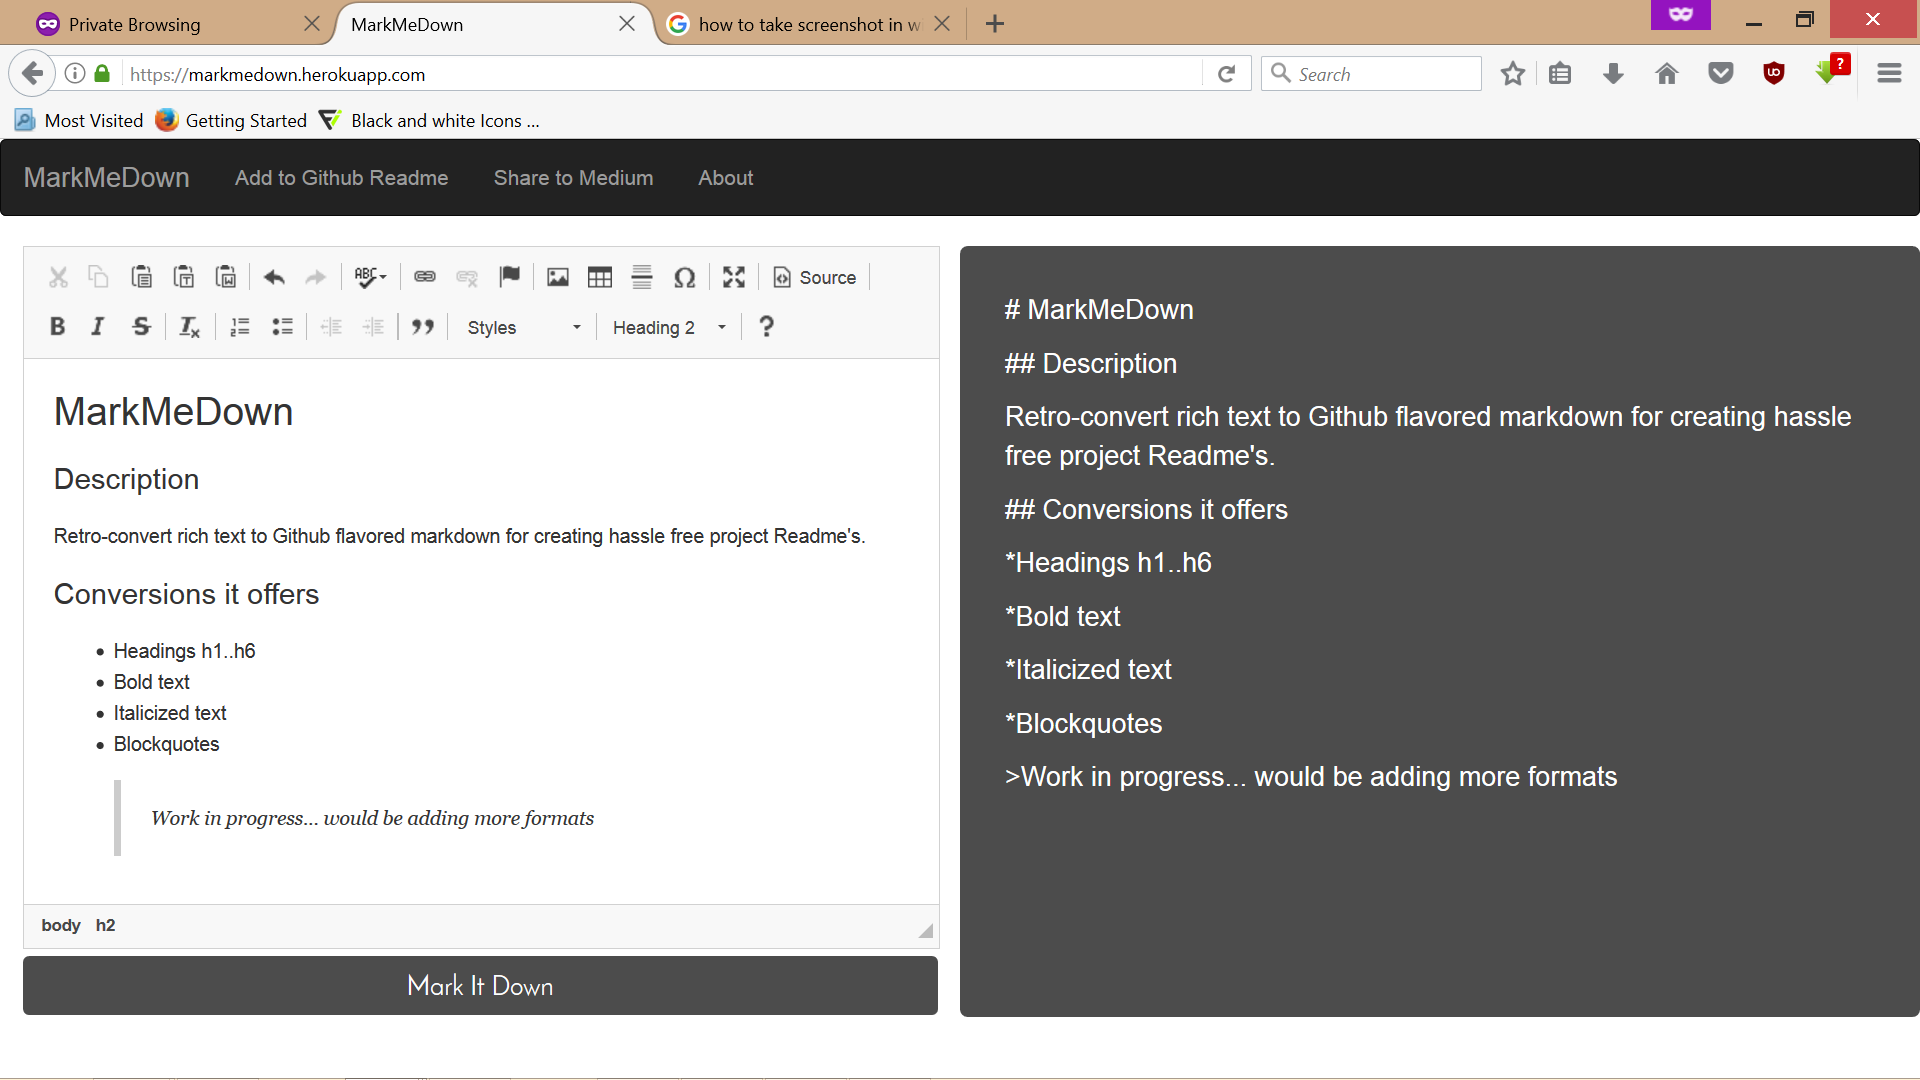 Private Browsing
MarkMeDown
how to take screenshot in w
https://markmedown.herokuapp.com
Search
?
Most Visited
Getting Started
Black and white Icons ...
MarkMeDown
Add to Github Readme
Share to Medium
About
ABC
Source
B I S Tx
Styles
Heading 2
?
MarkMeDown
Description
Retro-convert rich text to Github flavored markdown for creating hassle free project Readme's.
Conversions it offers
• Headings h1..h6
• Bold text
• Italicized text
• Blockquotes
Work in progress... would be adding more formats
body h2
Mark It Down
# MarkMeDown
## Description
Retro-convert rich text to Github flavored markdown for creating hassle
free project Readme's.
## Conversions it offers
*Headings h1..h6
*Bold text
*Italicized text
*Blockquotes
>Work in progress... would be adding more formats